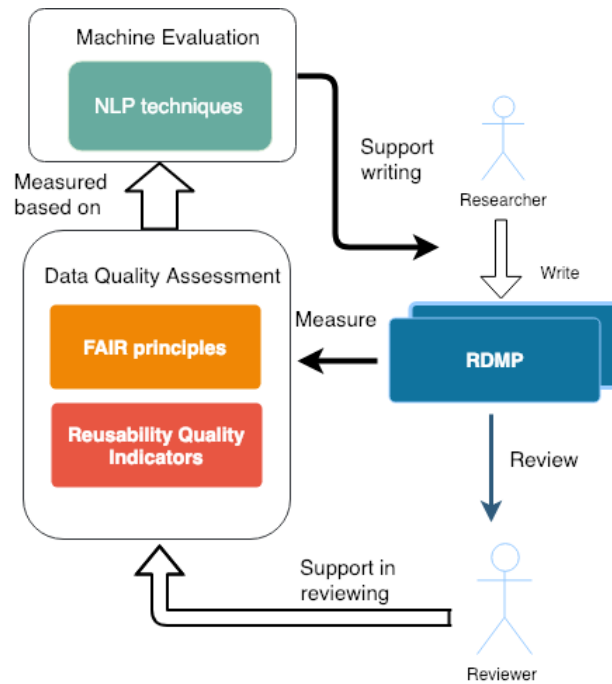 Machine Evaluation
NLP techniques
Support
writing
Researcher
Measured
based on
Write
Data Quality Assessment
FAIR principles
Measure
RDMP
Reusability Quality
Indicators
Review
Support in
reviewing
Reviewer